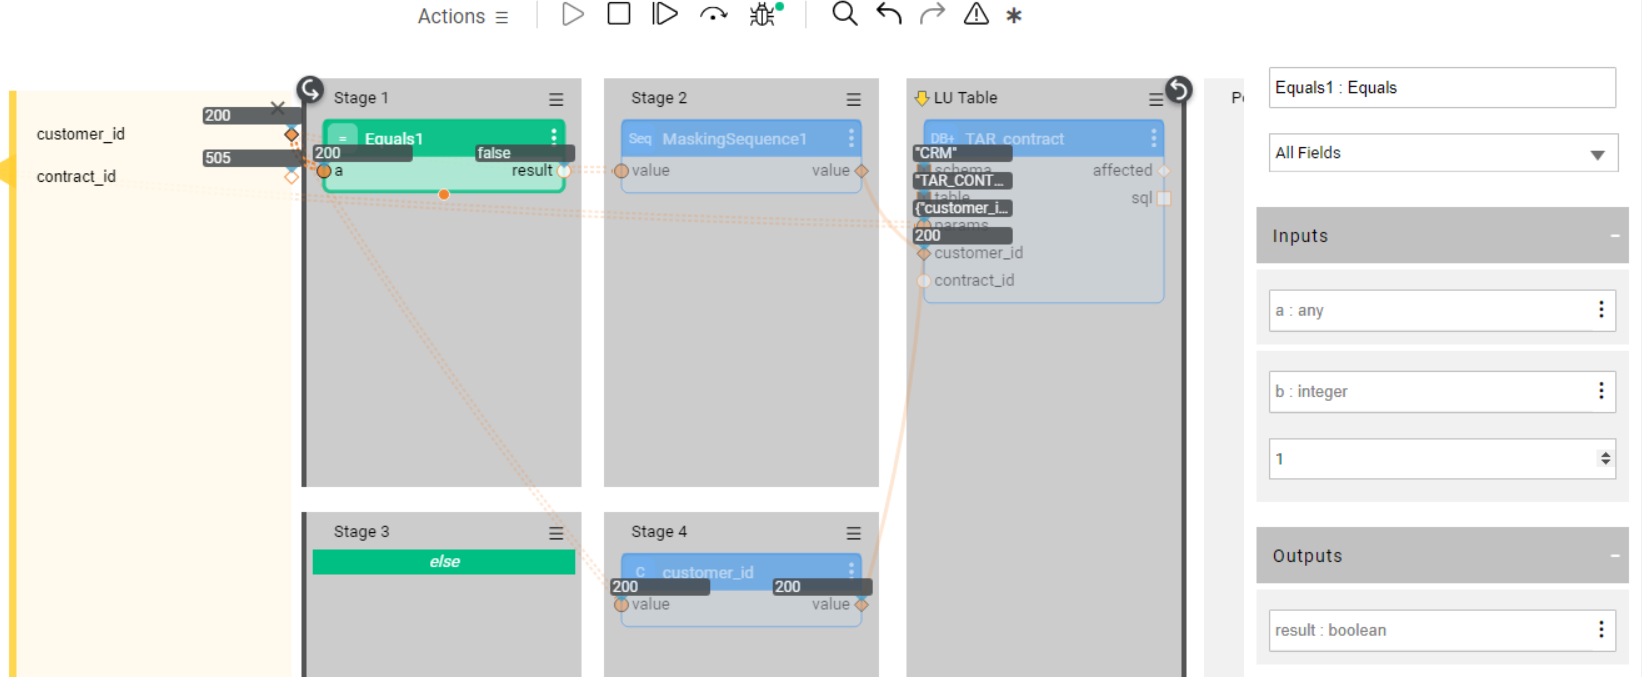 Actions
customer_id
200
contract_id
505
Stage 1
=
Equals1
200
false
a
result
Stage 2
Seq MaskingSequence1
value
value
LU Table
DB+ TAR contract
"CRM"
schema
affected
"TAR_CONT...
table
sql
{"customer_i...
params
200
customer_id
contract_id
Stage 3
else
Stage 4
C customer_id
200
200
value
value
Equals1 : Equals
All Fields
Inputs
a : any
b : integer
1
Outputs
result : boolean